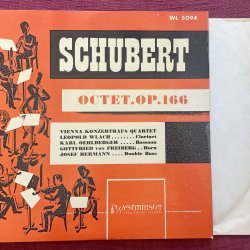 WL 5094
SCHUBERT
OCTET, OP. 166
VIENNA KONZERTHAUS QUARTET
LEOPOLD WLACH.......Clarinet
KARL OEHLBERGER....Bassoon
GOTTFRIED von FREIBERG..Horn
JOSEF HERMANN....Double Bass
Westminster